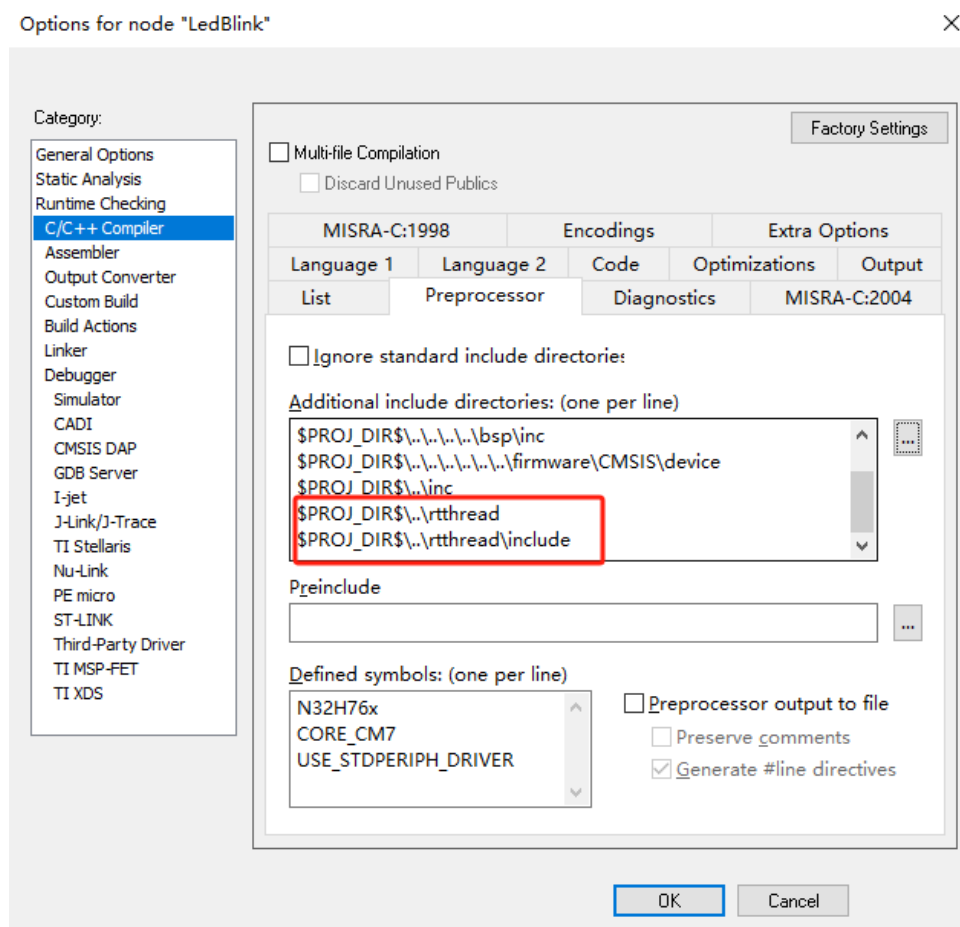 Options for node "LedBlink"
Category:
General Options
Static Analysis
Runtime Checking
C/C++ Compiler
Assembler
Output Converter
Custom Build
Build Actions
Linker
Debugger
Simulator
CADI
CMSIS DAP
GDB Server
I-jet
J-Link/J-Trace
TI Stellaris
Nu-Link
PE micro
ST-LINK
Third-Party Driver
TI MSP-FET
TI XDS
Factory Settings
Multi-file Compilation
Discard Unused Publics
MISRA-C:1998 Encodings Extra Options
Language 1 Language 2 Code Optimizations Output
List Preprocessor Diagnostics MISRA-C:2004
Ignore standard include directories
Additional include directories: (one per line)
$PROJ_DIR$\..\..\..\..\bsp\inc
$PROJ_DIR$\..\..\..\..\..\..\..\firmware\CMSIS\device
$PROJ_DIR$\..\inc
$PROJ_DIR$\..\rtthread
$PROJ_DIR$\..\rtthread\include
...
Preinclude
...
Defined symbols: (one per line)
N32H76x
CORE_CM7
USE_STDPERIPH_DRIVER
Preprocessor output to file
Preserve comments
Generate #line directives
OK Cancel